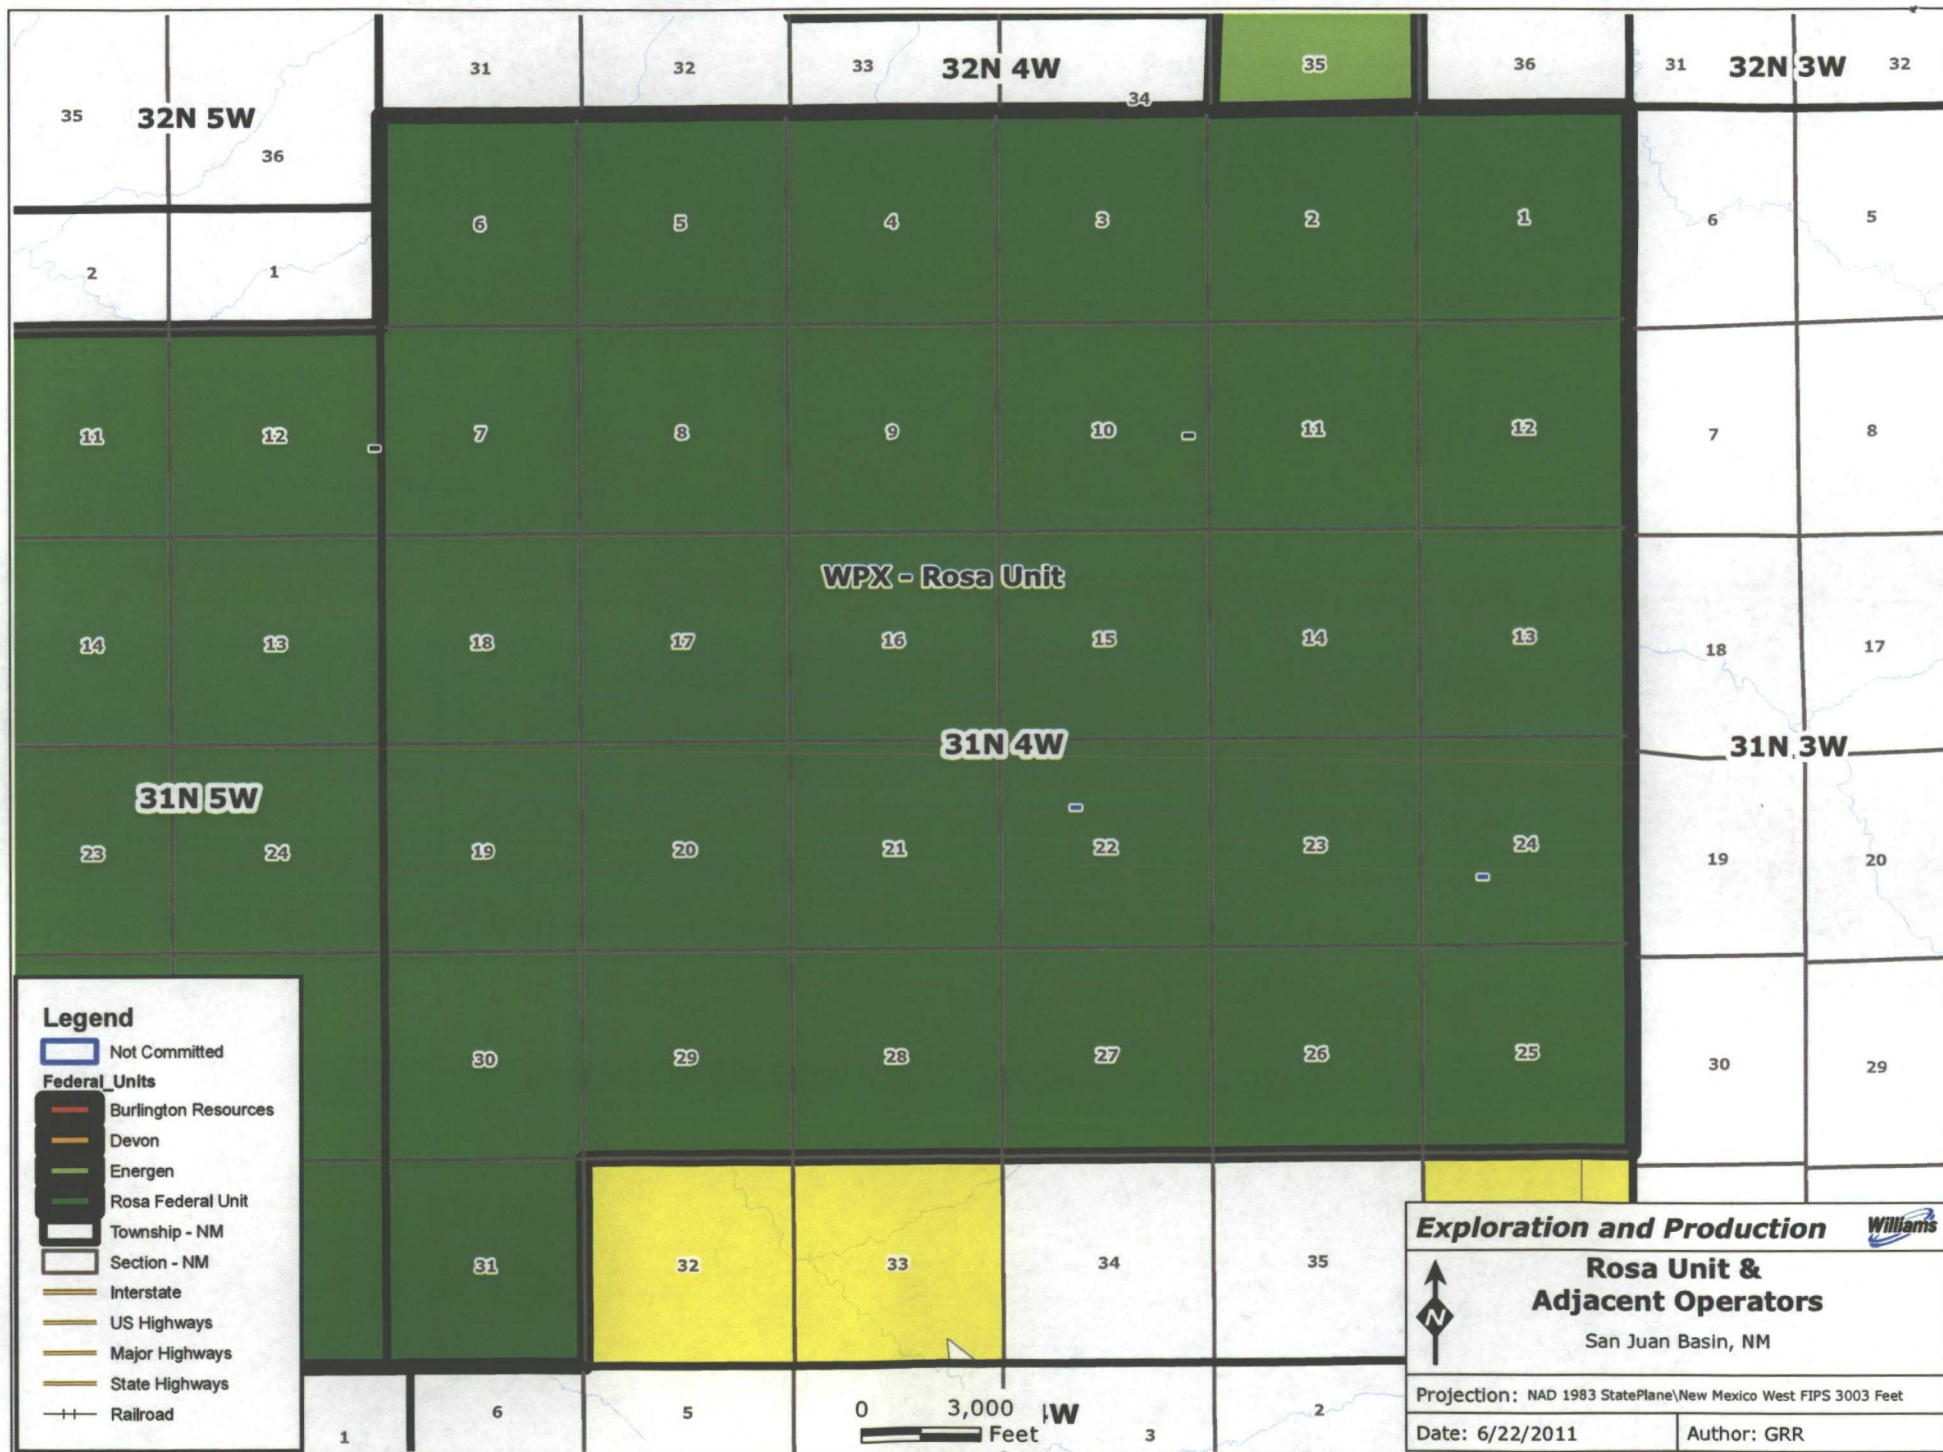 31 32 33 32N 4W 35 36 31 32N 3W 32
34
35 32N 5W
36
6 5 4 3 2 1 6 5
2 1
11 12 7 8 9 10 11 12 7 8
WPX - Rosa Unit
14 13 18 17 16 15 14 13 18 17
31N 4W 31N 3W
31N 5W
23 24 19 20 21 22 23 24 19 20
30 29 28 27 26 25 30 29
31 32 33 34 35
1 6 5 W 3 2
0 3,000
Feet
Legend
Not Committed
Federal_Units
Burlington Resources
Devon
Energen
Rosa Federal Unit
Township - NM
Section - NM
Interstate
US Highways
Major Highways
State Highways
Railroad
Exploration and Production Williams
N
Rosa Unit &
Adjacent Operators
San Juan Basin, NM
Projection: NAD 1983 StatePlane\New Mexico West FIPS 3003 Feet
Date: 6/22/2011 Author: GRR